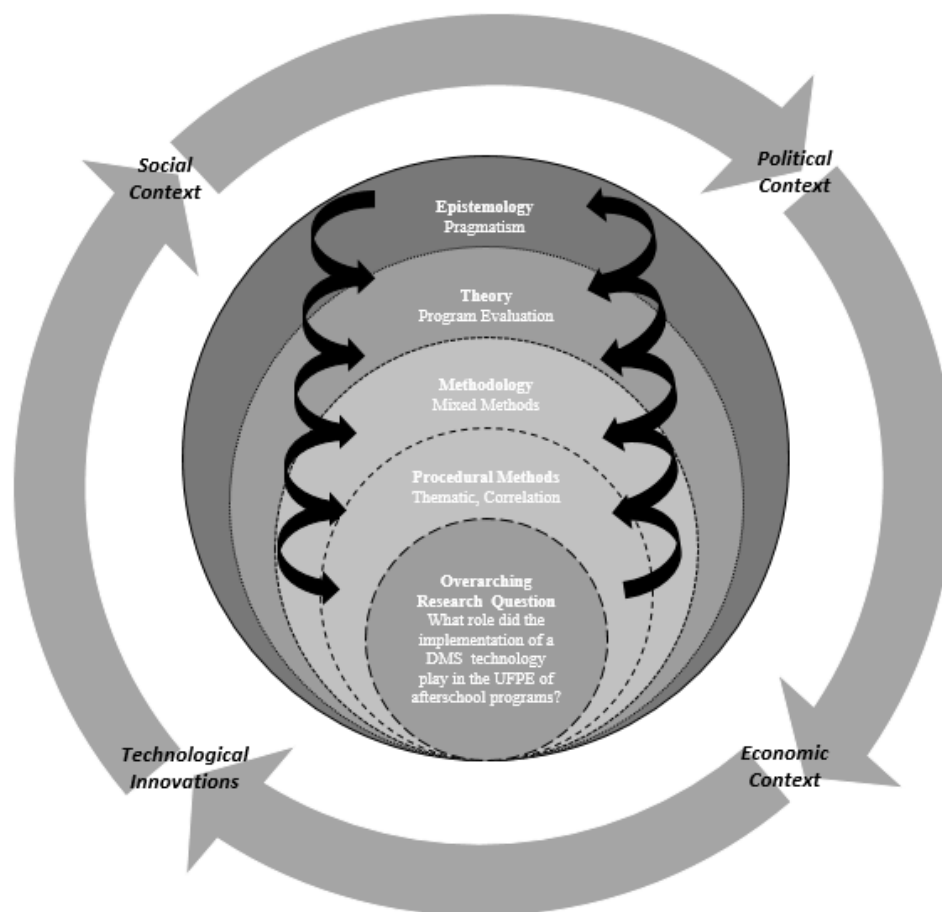 Social
Context
Political
Context
Epistemology
Pragmatism
Theory
Program Evaluation
Methodology
Mixed Methods
Procedural Methods
Thematic, Correlation
Overarching
Research Question
What role did the
implementation of a
DMS technology
play in the UFPE of
afterschool programs?
Technological
Innovations
Economic
Context